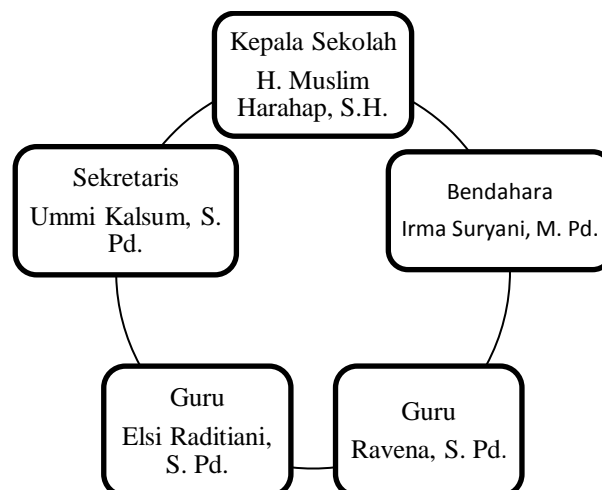 Kepala Sekolah
H. Muslim
Harahap, S.H.
Sekretaris
Ummi Kalsum, S.
Pd.
Bendahara
Irma Suryani, M. Pd.
Guru
Elsi Raditiani,
S. Pd.
Guru
Ravena, S. Pd.